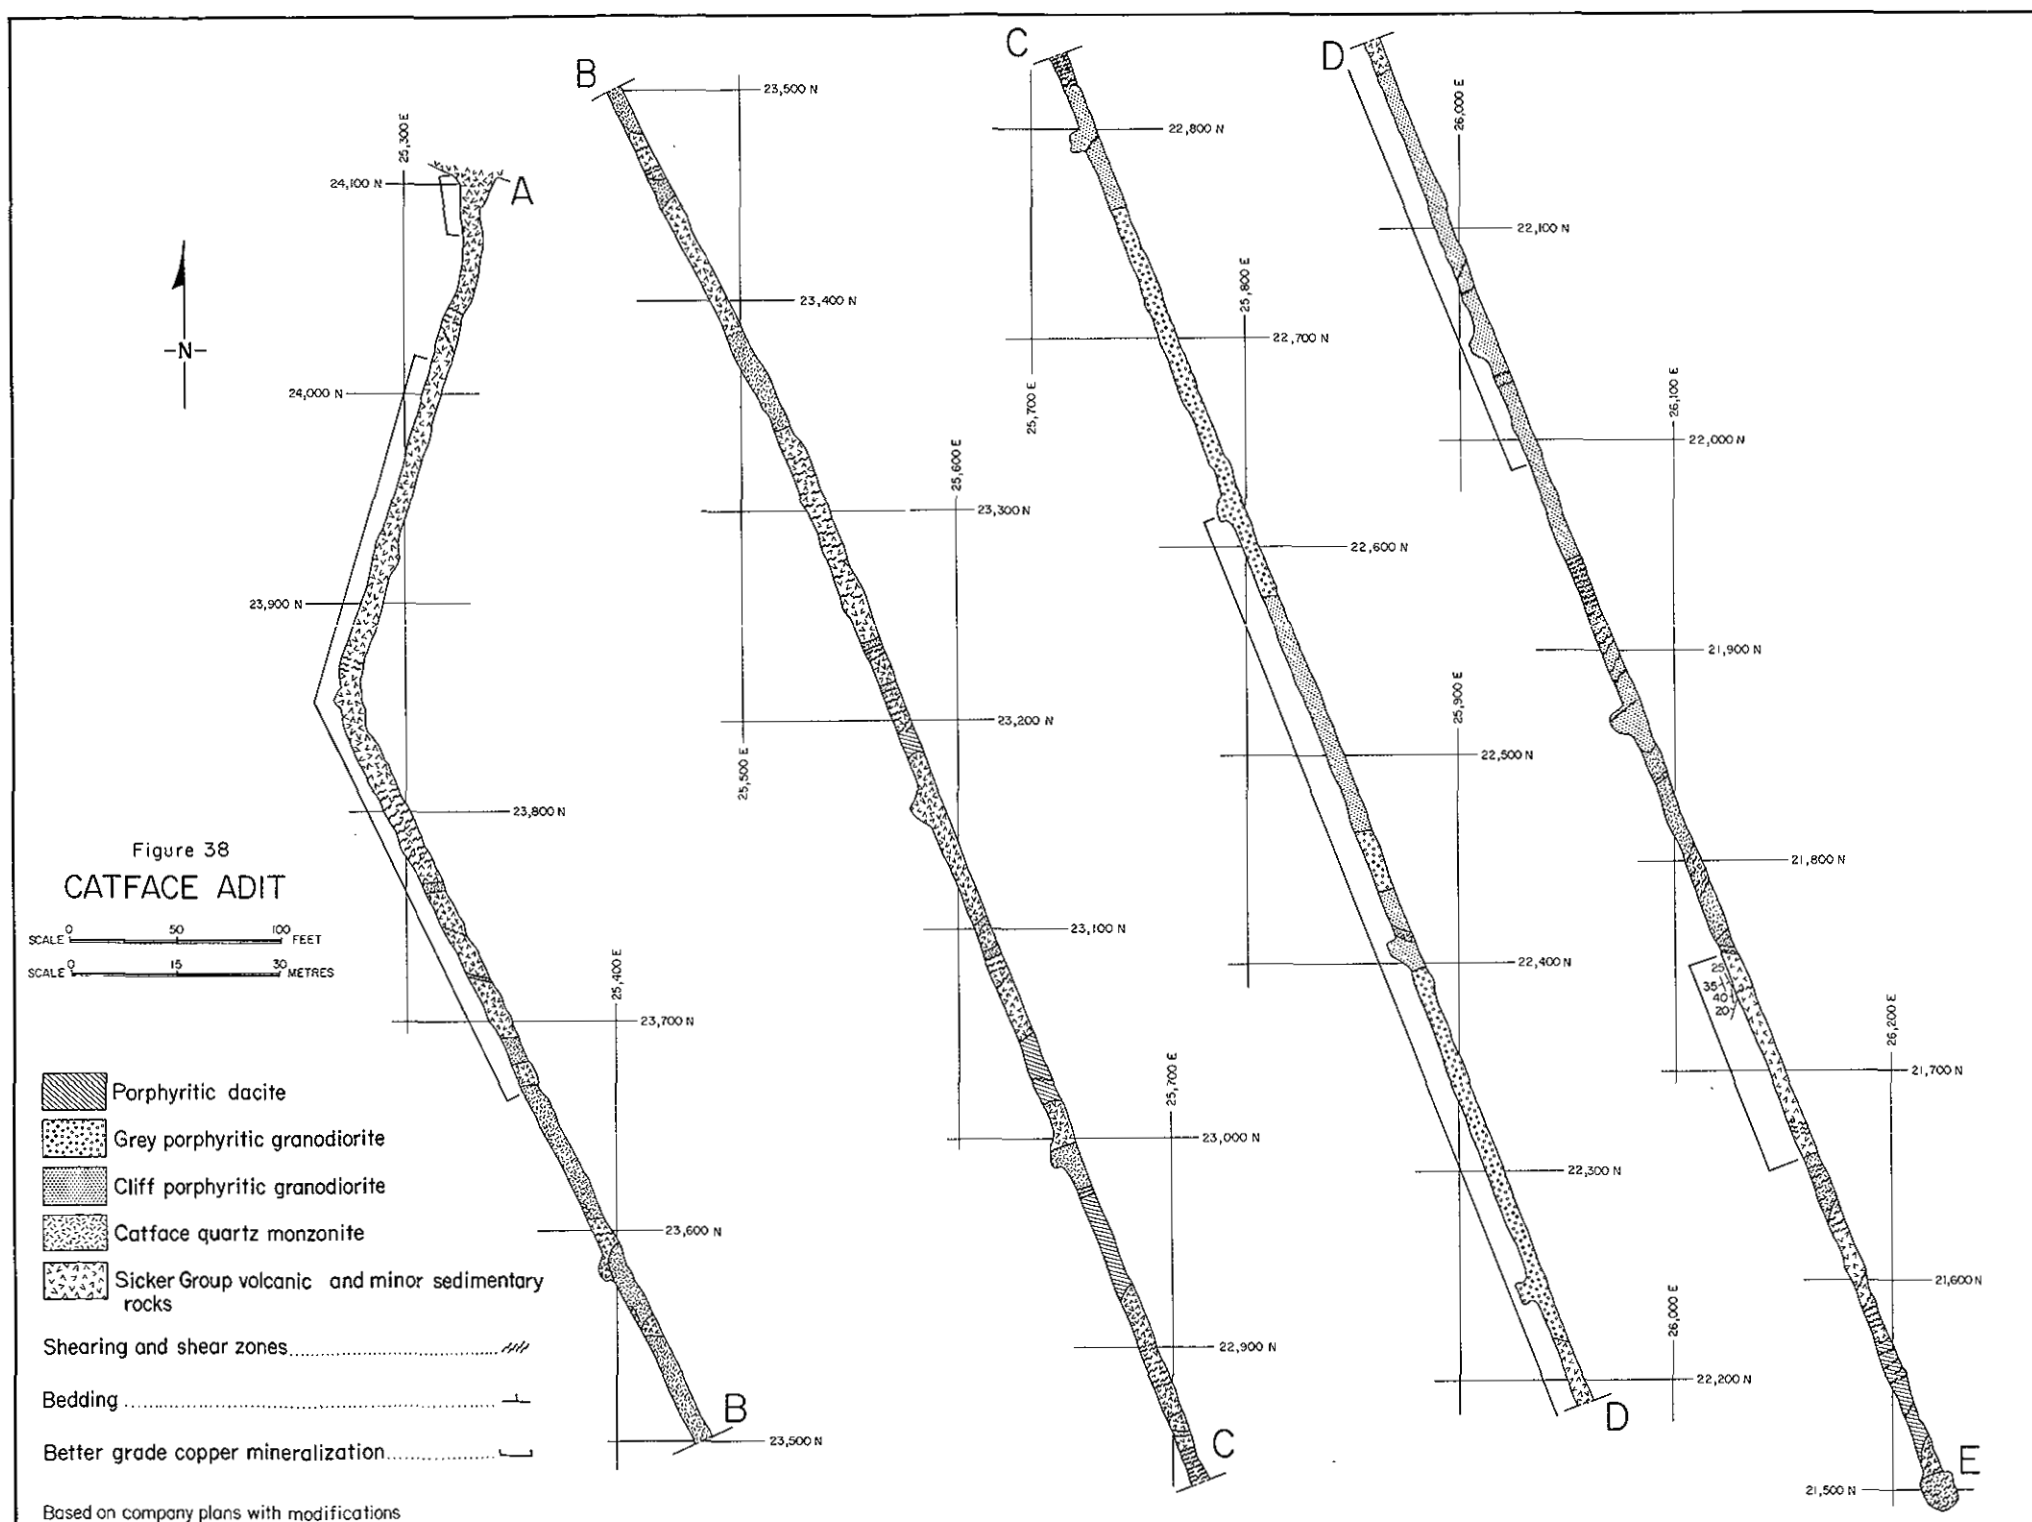 A
25,300 E
24,100 N
24,000 N
23,900 N
23,800 N
23,700 N
25,400 E
23,600 N
B
23,500 N
B
23,500 N
23,400 N
23,300 N
25,600 E
25,500 E
23,200 N
23,100 N
23,000 N
25,700 E
22,900 N
C
C
22,800 N
25,700 E
22,700 N
25,800 E
22,600 N
25,900 E
22,500 N
22,400 N
22,300 N
26,000 E
22,200 N
D
D
26,000 E
22,100 N
26,100 E
22,000 N
21,900 N
21,800 N
25
35
40
20
26,200 E
21,700 N
21,600 N
21,500 N
E
-N-
Figure 38
CATFACE ADIT
SCALE 0 50 100 FEET
SCALE 0 15 30 METRES
Porphyritic dacite
Grey porphyritic granodiorite
Cliff porphyritic granodiorite
Catface quartz monzonite
Sicker Group volcanic and minor sedimentary
rocks
Shearing and shear zones
Bedding
Better grade copper mineralization
Based on company plans with modifications